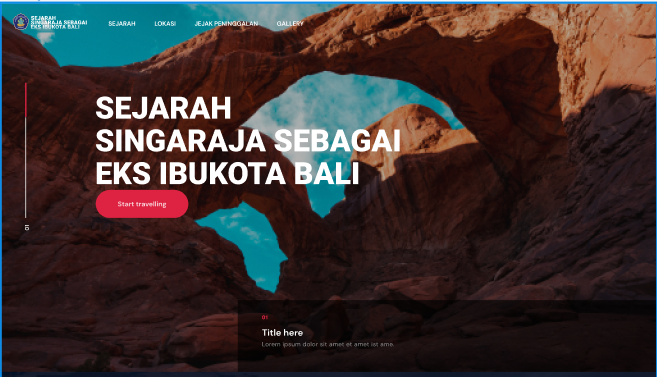 SEJARAH
SINGARAJA SEBAGAI
EKS IBUKOTA BALI
SEJARAH LOKASI JEJAK PENINGGALAN GALLERY
SEJARAH
SINGARAJA SEBAGAI
EKS IBUKOTA BALI
Start travelling
01
Title here
Lorem ipsum dolor sit amet et amet ist ame.